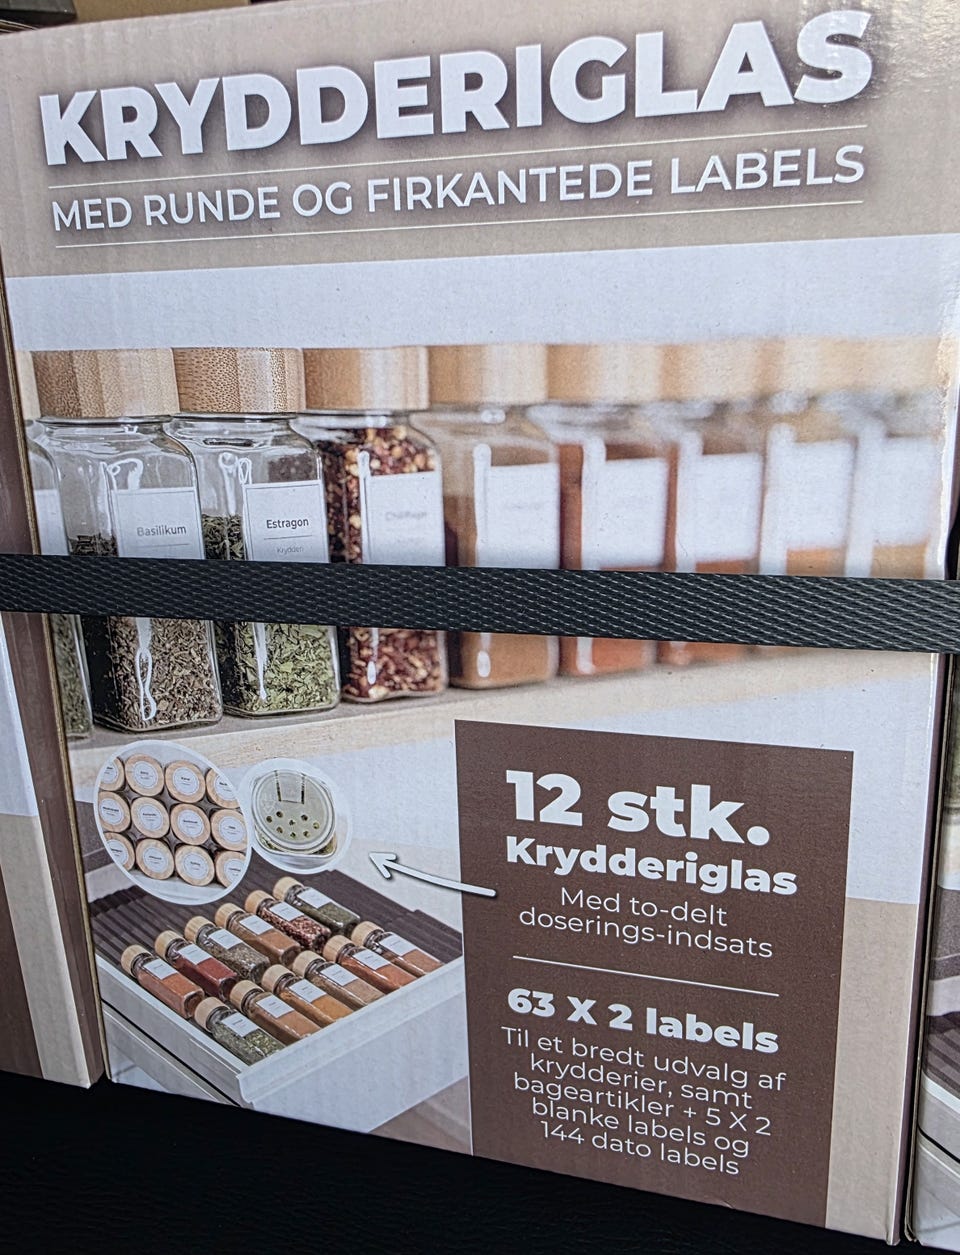 KRYDDERIGLAS
MED RUNDE OG FIRKANTEDE LABELS
Basilikum
Estragon
Krydderi
12 stk.
Krydderiglas
Med to-delt
doserings-indsats
63 X 2 labels
Til et bredt udvalg af
krydderier, samt
bageartikler + 5 X 2
blanke labels og
144 dato labels